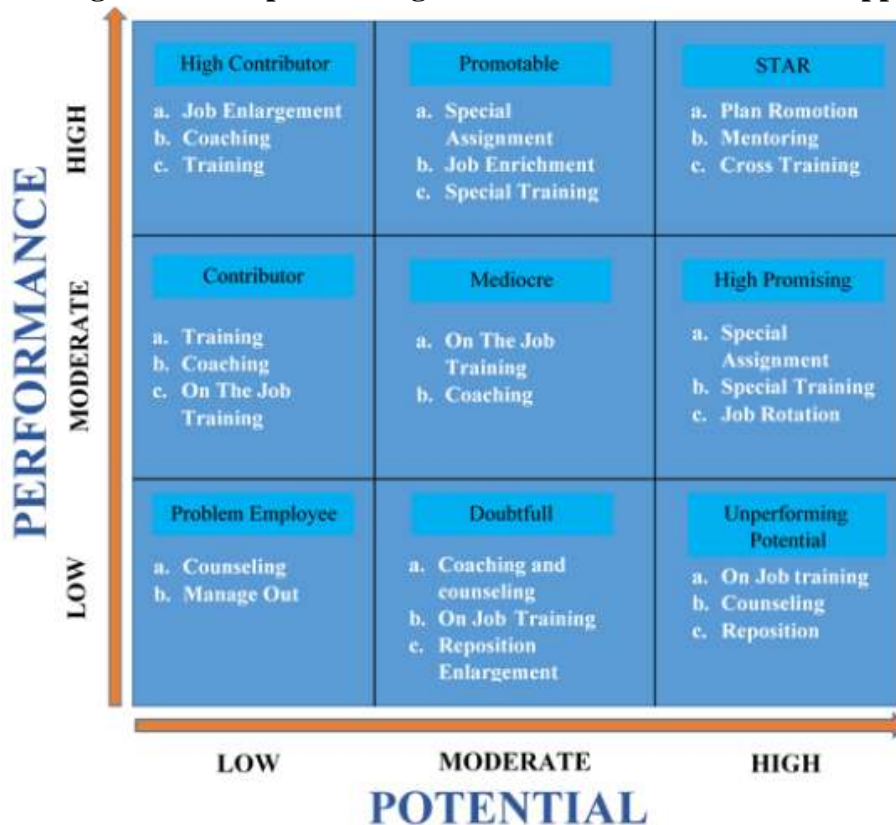 High Contributor
a. Job Enlargement
b. Coaching
c. Training
Promotable
a. Special
Assignment
b. Job Enrichment
c. Special Training
STAR
a. Plan Romotion
b. Mentoring
c. Cross Training
Contributor
a. Training
b. Coaching
c. On The Job
Training
Mediocre
a. On The Job
Training
b. Coaching
High Promising
a. Special
Assignment
b. Special Training
c. Job Rotation
Problem Employee
a. Counseling
b. Manage Out
Doubtfull
a. Coaching and
counseling
b. On Job Training
c. Reposition
Enlargement
Unperforming
Potential
a. On Job training
b. Counseling
c. Reposition
PERFORMANCE
HIGH
MODERATE
LOW
LOW
MODERATE
HIGH
POTENTIAL